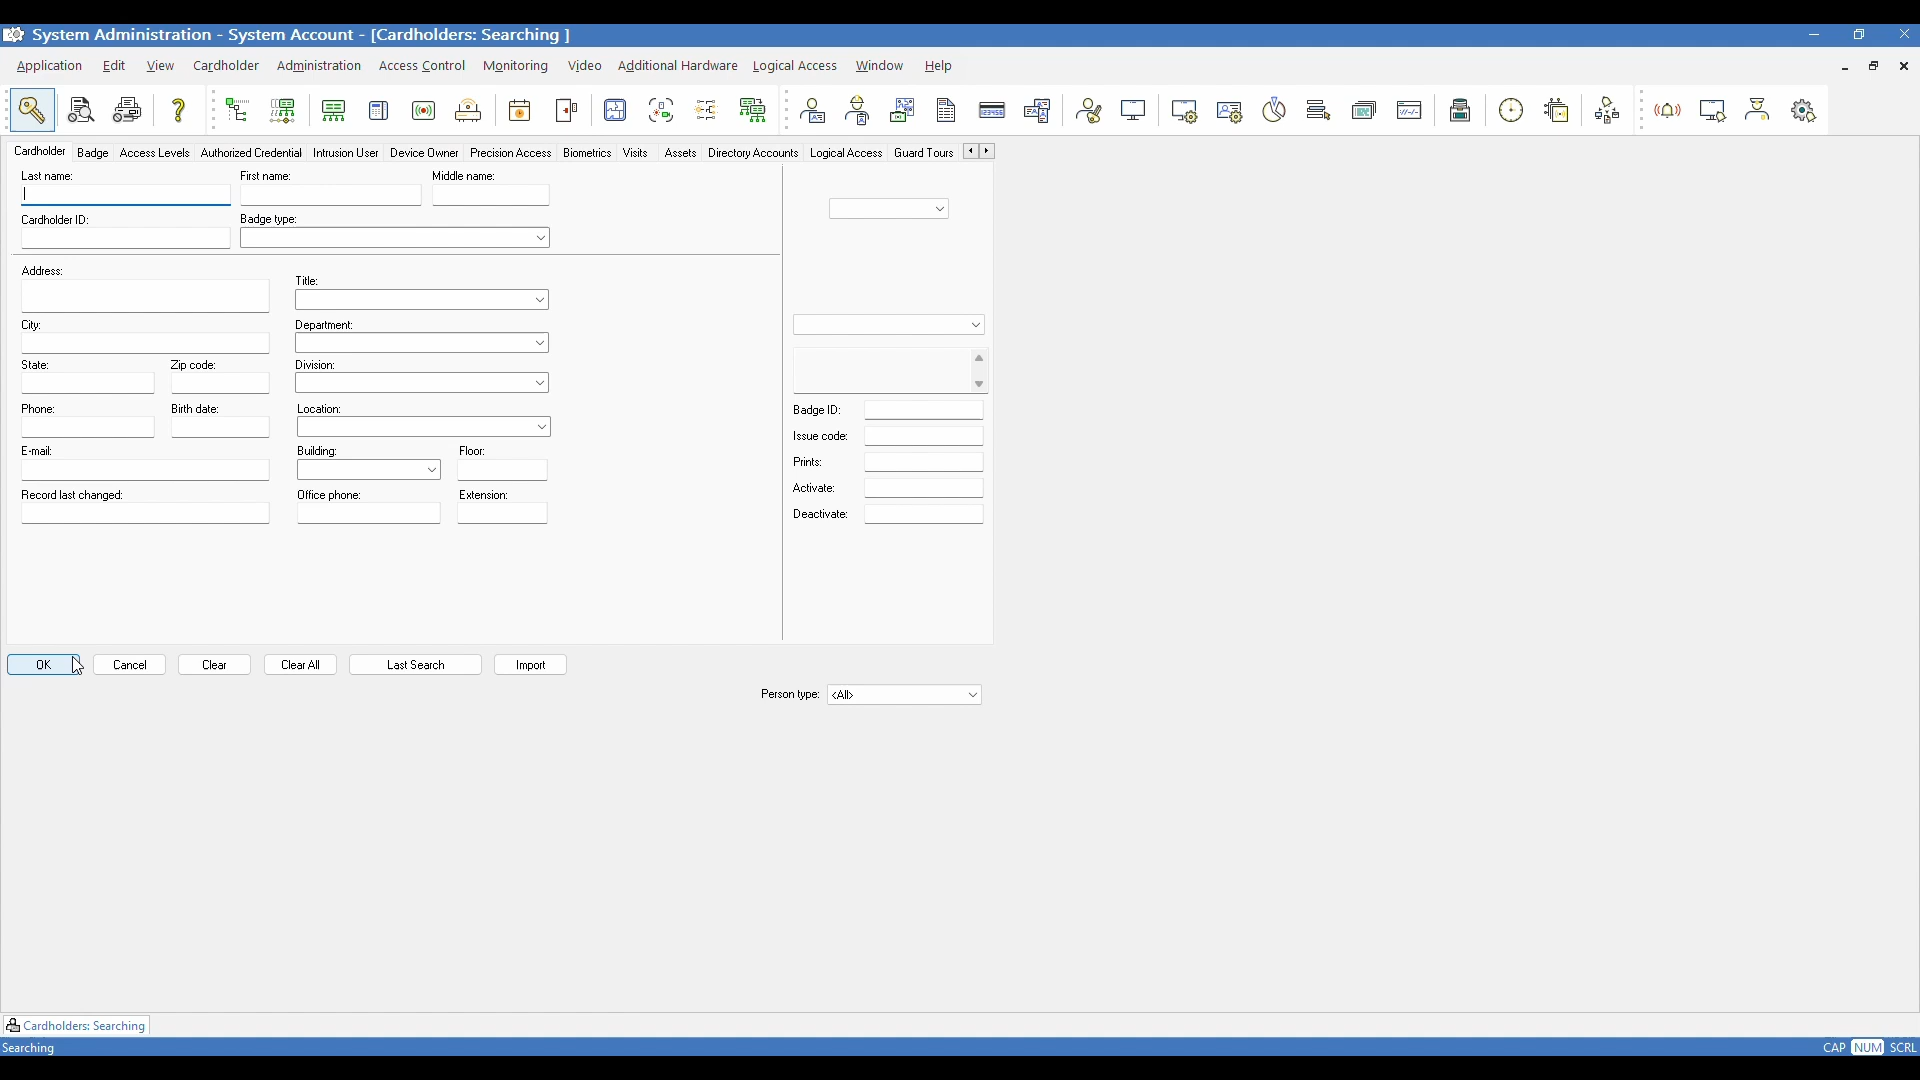 System Administration - System Account - [Cardholders: Searching ]
Application Edit View Cardholder Administration Access Control Monitoring Video Additional Hardware Logical Access Window Help
Cardholder Badge Access Levels Authorized Credential Intrusion User Device Owner Precision Access Biometrics Visits Assets Directory Accounts Logical Access Guard Tours
Last name: First name: Middle name:
Cardholder ID: Badge type:
Address:
Title:
City: Department:
State: Zip code: Division:
Phone: Birth date: Location:
Badge ID:
Issue code:
E-mail: Building: Floor:
Prints:
Activate:
Record last changed: Office phone: Extension:
Deactivate:
OK Cancel Clear Clear All Last Search Import
Person type: <All>
Cardholders: Searching
Searching CAP NUM SCRL